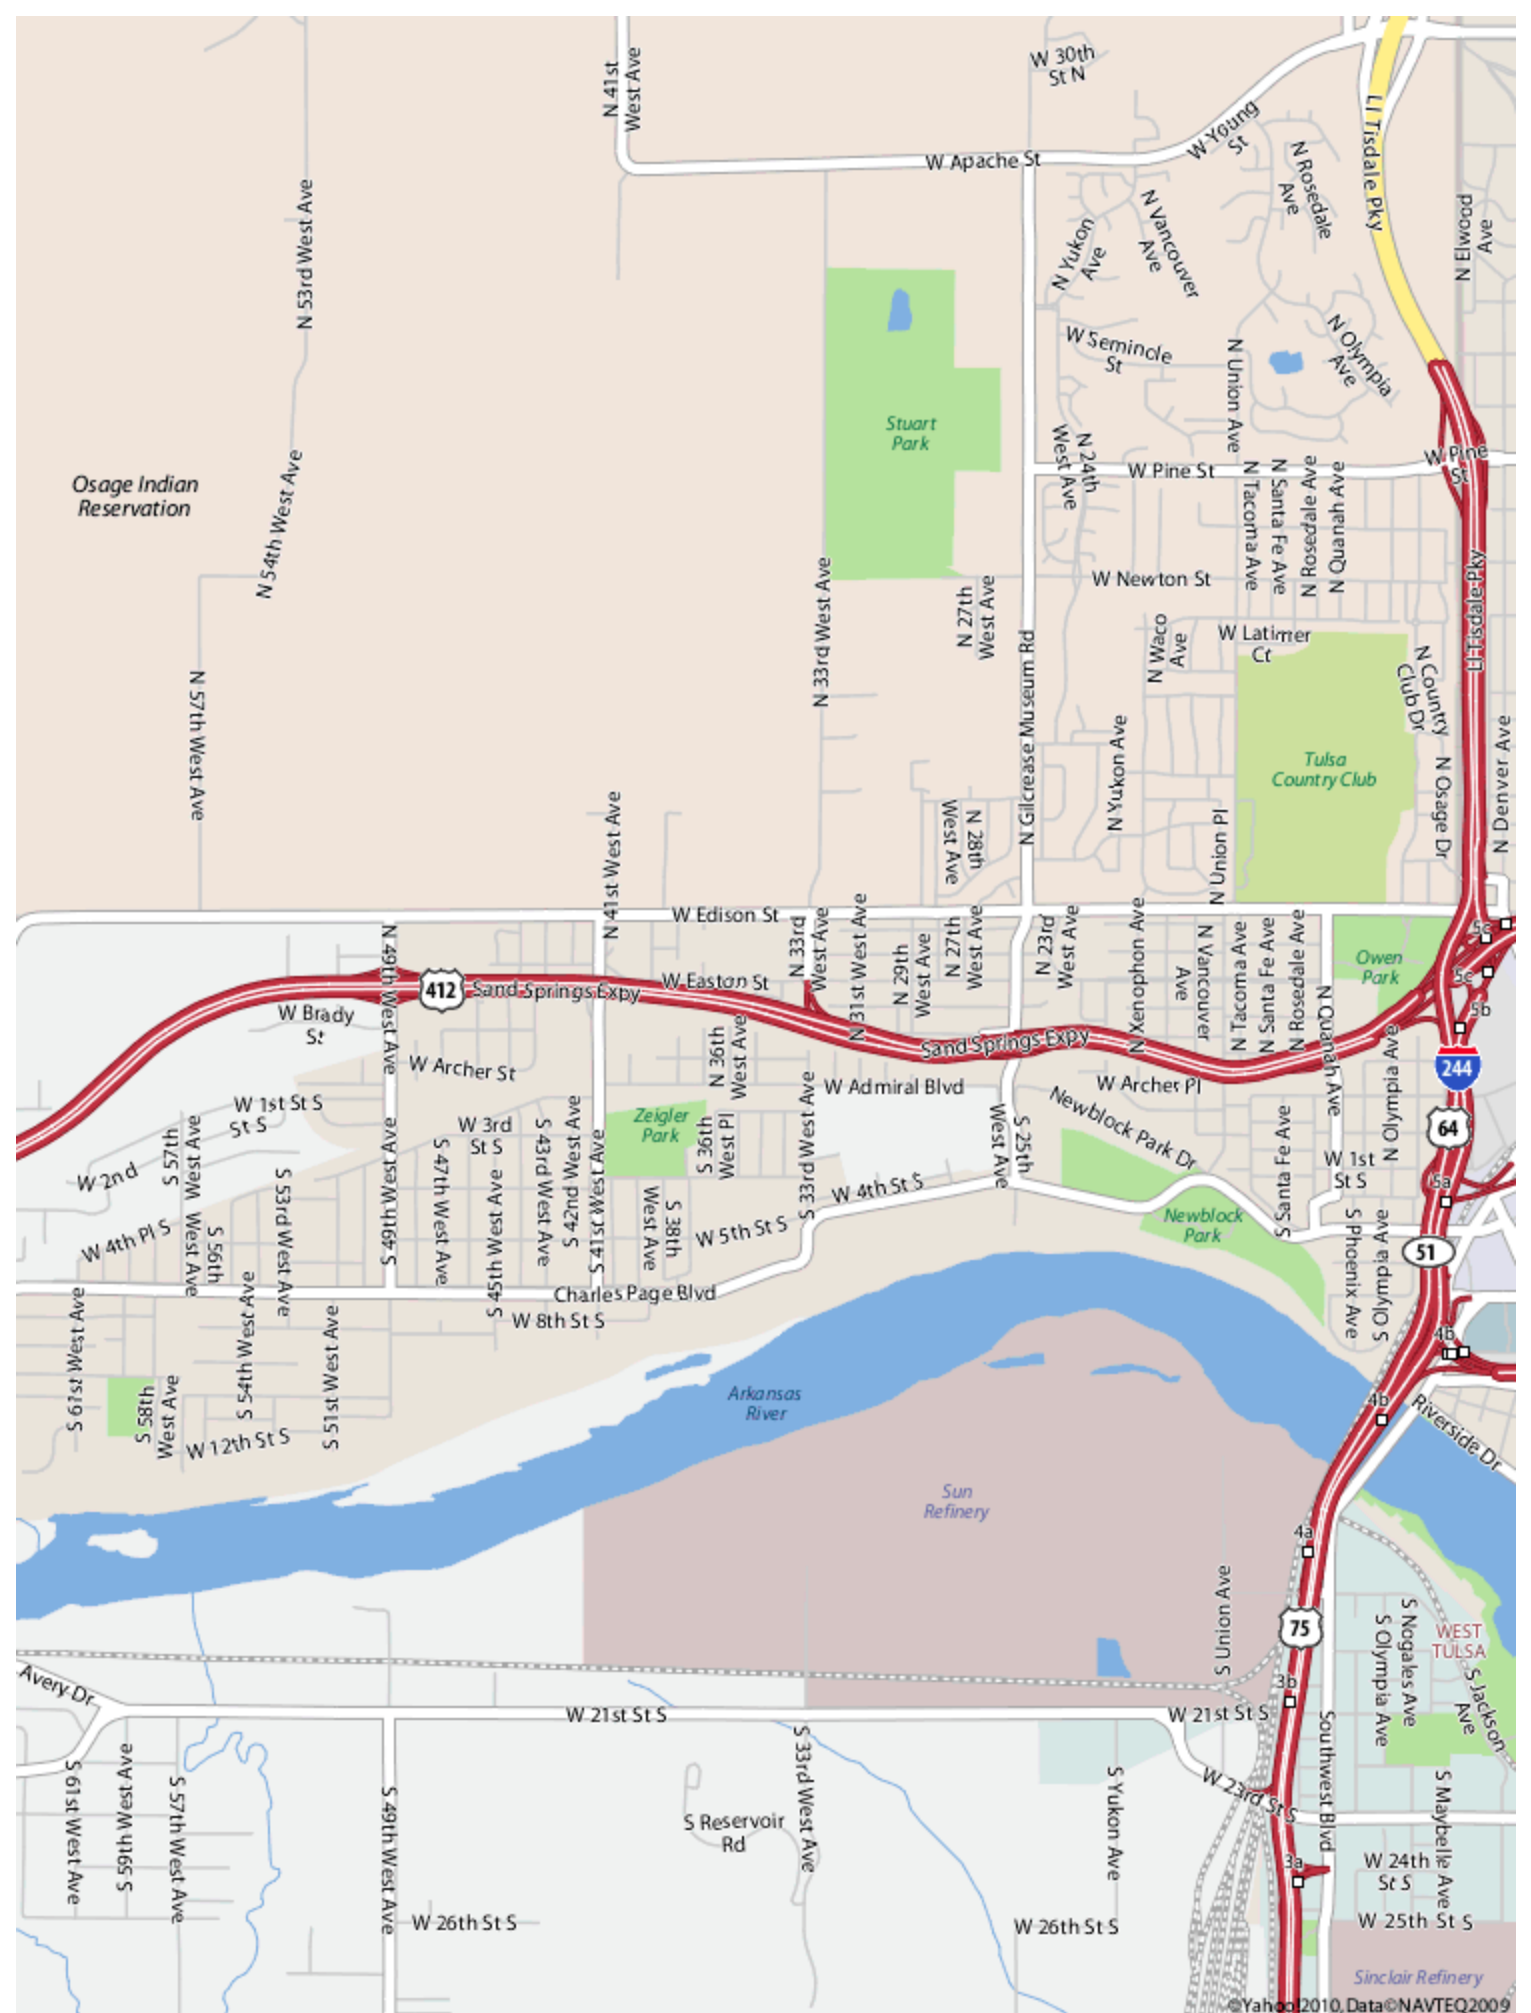 W 30th
St N
N 41st
West Ave
W Apache St
W Young
St
LI Tisdale Pky
N Rosedale
Ave
N Elwood
Ave
N 53rd West Ave
N Yukon
Ave
N Vancouver
Ave
W Seminole
St
N Olympia
Ave
N Union Ave
Stuart
Park
N 24th
West Ave
W Pine St
W Pine
St
N Tacoma Ave
N Santa Fe Ave
N Rosedale Ave
N Quanah Ave
Osage Indian
Reservation
N 54th West Ave
W Newton St
N 33rd West Ave
N 27th
West Ave
LI Tisdale Pky
N Waco
Ave
W Latimer
Ct
N Country
Club Dr
N 57th West Ave
N Gilcrease Museum Rd
N Yukon Ave
Tulsa
Country Club
N Osage Dr
N Denver Ave
N 41st West Ave
N 28th
West Ave
N Union Pl
W Edison St
N 49th West Ave
N 33rd
West Ave
N 31st West Ave
N 29th
West Ave
N 27th
West Ave
N 23rd
West Ave
N Xenophon Ave
N Vancouver
Ave
N Tacoma Ave
N Santa Fe Ave
N Rosedale Ave
N Quanah Ave
Owen
Park
5c
5c
5b
412
Sand Springs Expy
W Easton St
W Brady
St
Sand Springs Expy
N Olympia Ave
244
W Archer St
N 36th
West Ave
W Admiral Blvd
W Archer Pl
W 1st St S
St S
W 2nd
S 57th
West Ave
West Ave
S 56th
S 53rd West Ave
S 49th West Ave
S 47th West Ave
W 3rd
St S
S 45th West Ave
S 43rd West Ave
S 42nd West Ave
S 41st West Ave
Zeigler
Park
S 36th
West Pl
S 33rd West Ave
S 25th
West Ave
Newblock Park Dr
S Santa Fe Ave
W 1st
St S
64
5a
W 4th St S
W 4th Pl S
S 38th
West Ave
W 5th St S
Newblock
Park
S Phoenix Ave
S Olympia Ave
51
Charles Page Blvd
W 8th St S
S 61st West Ave
S 54th West Ave
S 51st West Ave
S 58th
West Ave
W 12th St S
4b
4b
Riverside Dr
Arkansas
River
Sun
Refinery
4a
S Union Ave
75
S Nogales Ave
S Olympia Ave
WEST
TULSA
S Jackson
Ave
3b
Avery Dr
W 21st St S
W 21st St S
S 33rd West Ave
Southwest Blvd
S 61st West Ave
S 59th West Ave
S 57th West Ave
S 49th West Ave
S Reservoir
Rd
S Yukon Ave
W 23rd St S
S Maybelle Ave
3a
W 24th
St S
W 26th St S
W 26th St S
W 25th St S
Sinclair Refinery
©Yahoo!2010, Data©NAVTEQ2009